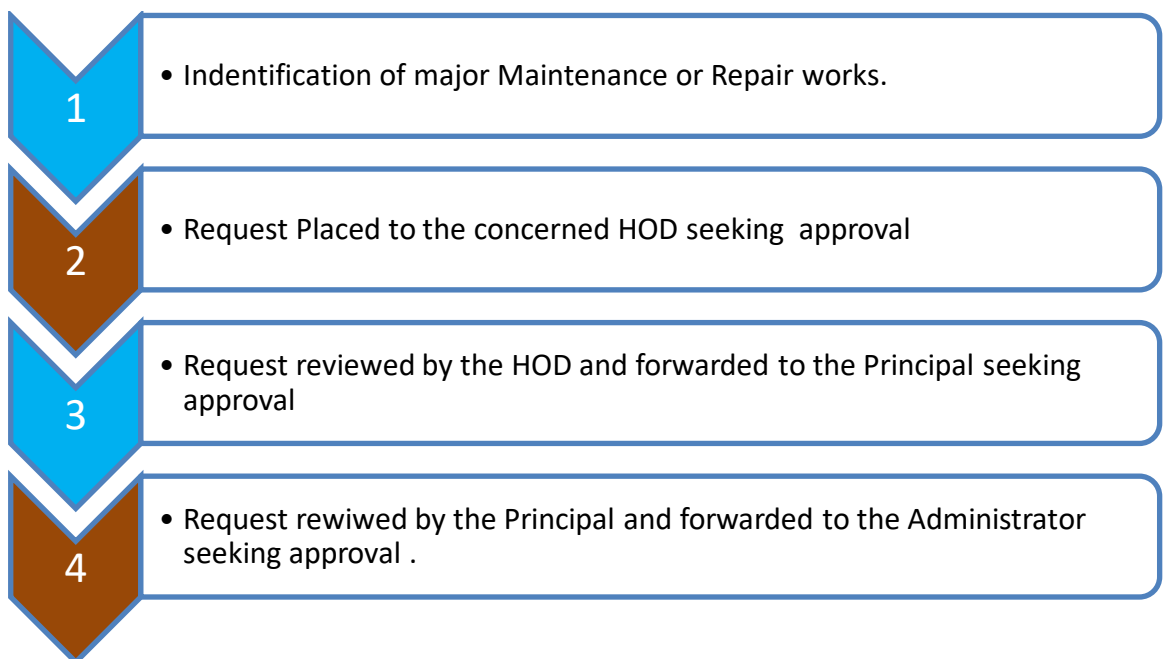 1
• Indentification of major Maintenance or Repair works.
2
• Request Placed to the concerned HOD seeking  approval
3
• Request reviewed by the HOD and forwarded to the Principal seeking
approval
4
• Request rewiwed by the Principal and forwarded to the Administrator
seeking approval .